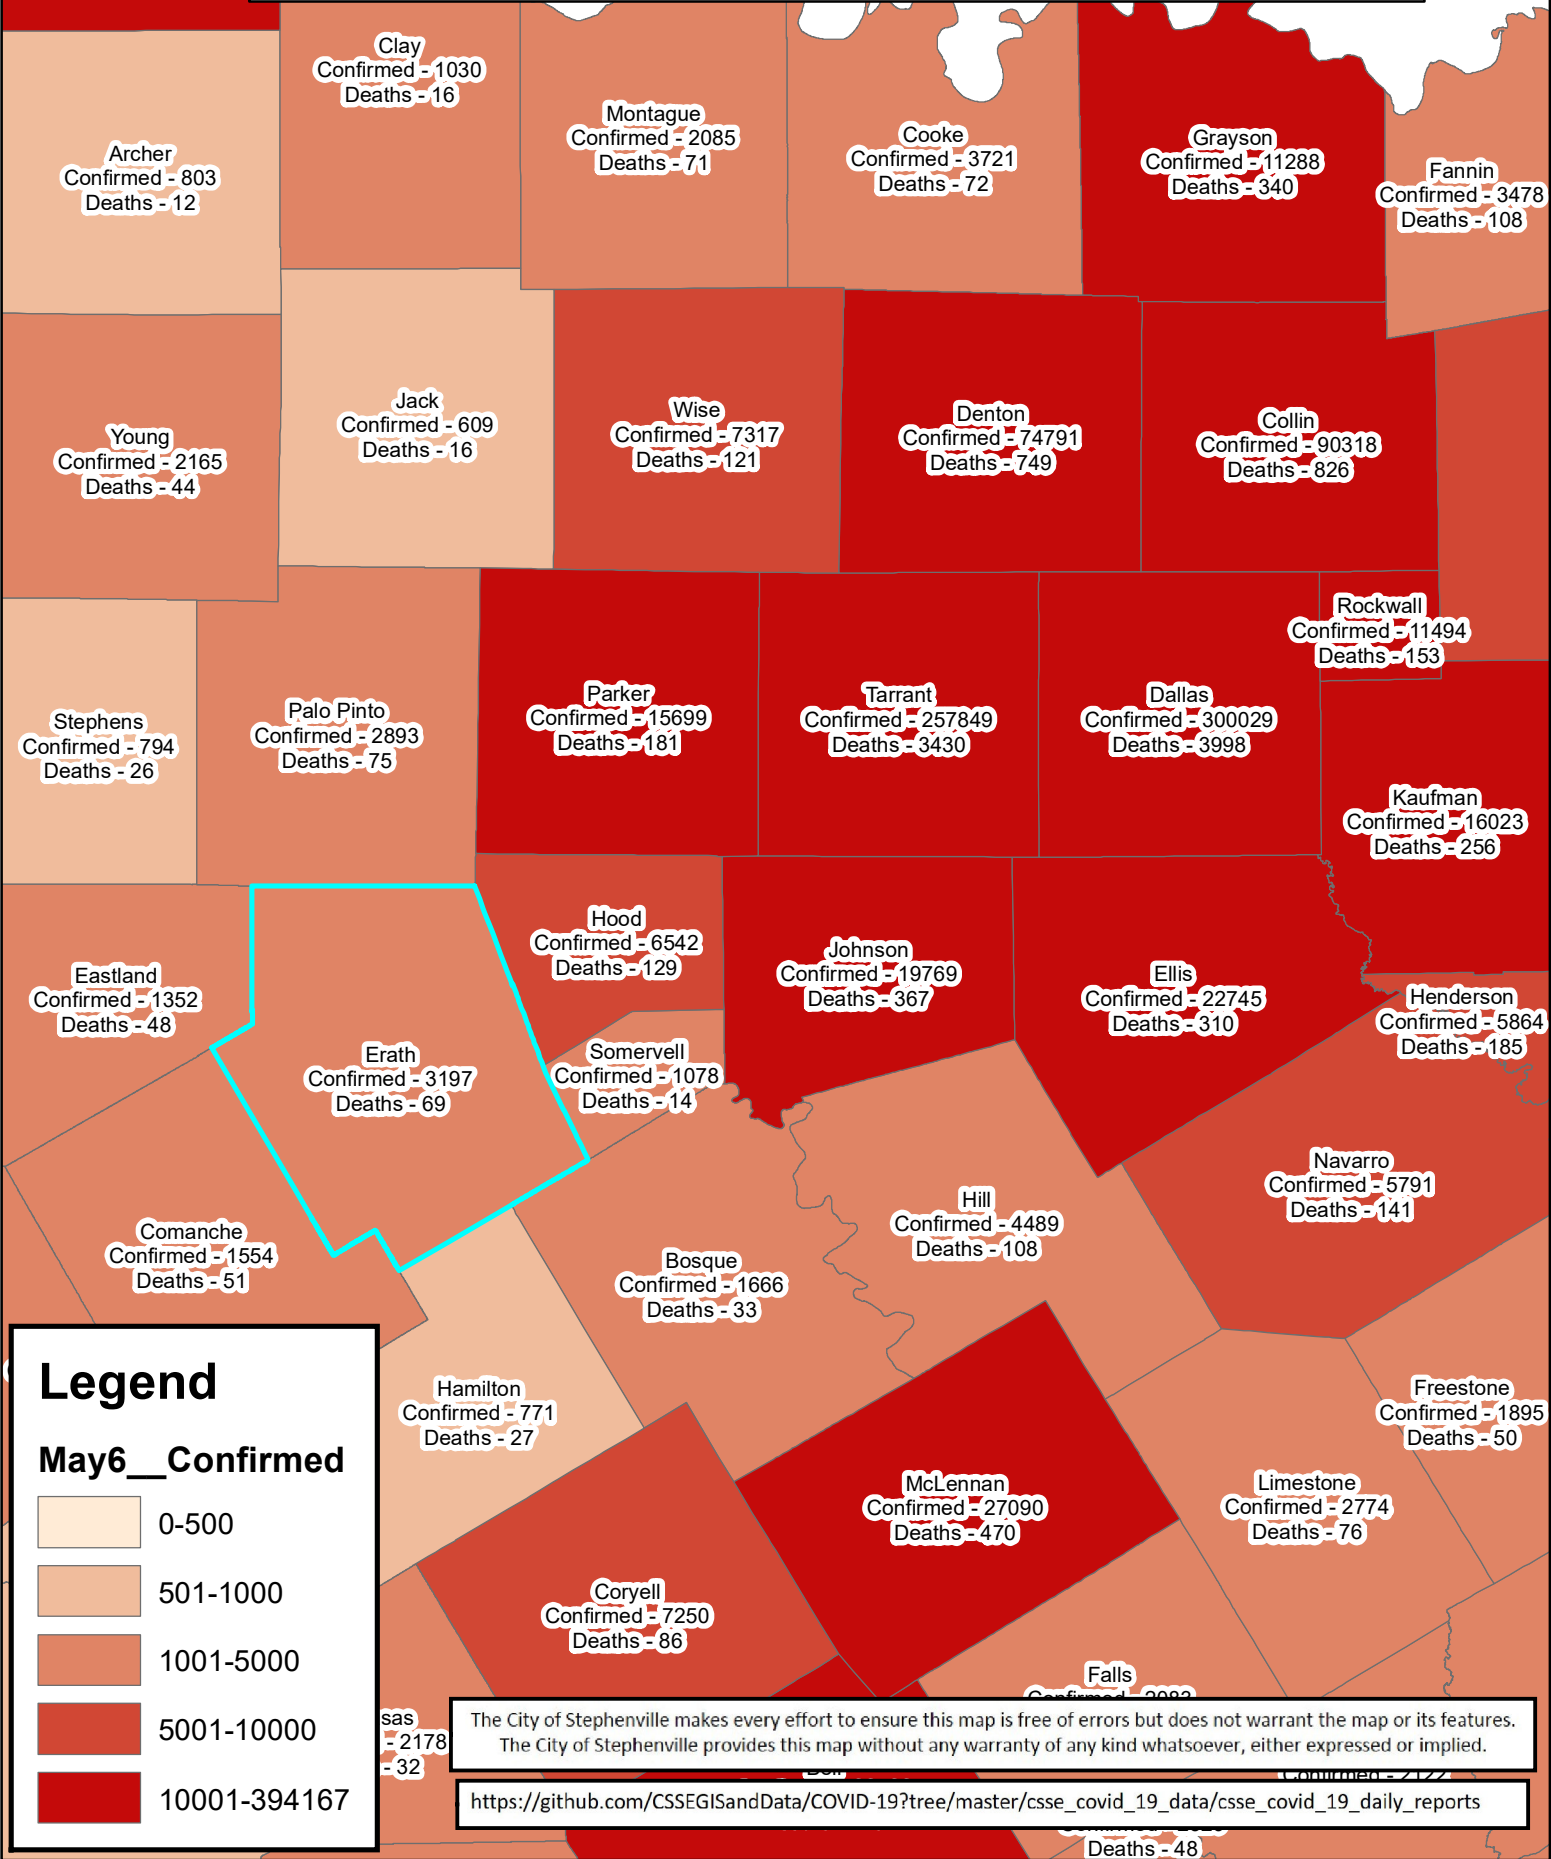 Clay
Confirmed - 1030
Deaths - 16
Montague
Confirmed - 2085
Deaths - 71
Cooke
Confirmed - 3721
Deaths - 72
Grayson
Confirmed - 11288
Deaths - 340
Archer
Confirmed - 803
Deaths - 12
Fannin
Confirmed - 3478
Deaths - 108
Jack
Confirmed - 609
Deaths - 16
Wise
Confirmed - 7317
Deaths - 121
Denton
Confirmed - 74791
Deaths - 749
Collin
Confirmed - 90318
Deaths - 826
Young
Confirmed - 2165
Deaths - 44
Rockwall
Confirmed - 11494
Deaths - 153
Stephens
Confirmed - 794
Deaths - 26
Palo Pinto
Confirmed - 2893
Deaths - 75
Parker
Confirmed - 15699
Deaths - 181
Tarrant
Confirmed - 257849
Deaths - 3430
Dallas
Confirmed - 300029
Deaths - 3998
Kaufman
Confirmed - 16023
Deaths - 256
Eastland
Confirmed - 1352
Deaths - 48
Hood
Confirmed - 6542
Deaths - 129
Johnson
Confirmed - 19769
Deaths - 367
Ellis
Confirmed - 22745
Deaths - 310
Henderson
Confirmed - 5864
Deaths - 185
Erath
Confirmed - 3197
Deaths - 69
Somervell
Confirmed - 1078
Deaths - 14
Navarro
Confirmed - 5791
Deaths - 141
Hill
Confirmed - 4489
Deaths - 108
Comanche
Confirmed - 1554
Deaths - 51
Bosque
Confirmed - 1666
Deaths - 33
Hamilton
Confirmed - 771
Deaths - 27
Freestone
Confirmed - 1895
Deaths - 50
McLennan
Confirmed - 27090
Deaths - 470
Limestone
Confirmed - 2774
Deaths - 76
Coryell
Confirmed - 7250
Deaths - 86
Falls
sas
- 2178
- 32
Deaths - 48
Legend
May6__Confirmed
0-500
501-1000
1001-5000
5001-10000
10001-394167
The City of Stephenville makes every effort to ensure this map is free of errors but does not warrant the map or its features.
The City of Stephenville provides this map without any warranty of any kind whatsoever, either expressed or implied.
https://github.com/CSSEGISandData/COVID-19?tree/master/csse_covid_19_data/csse_covid_19_daily_reports